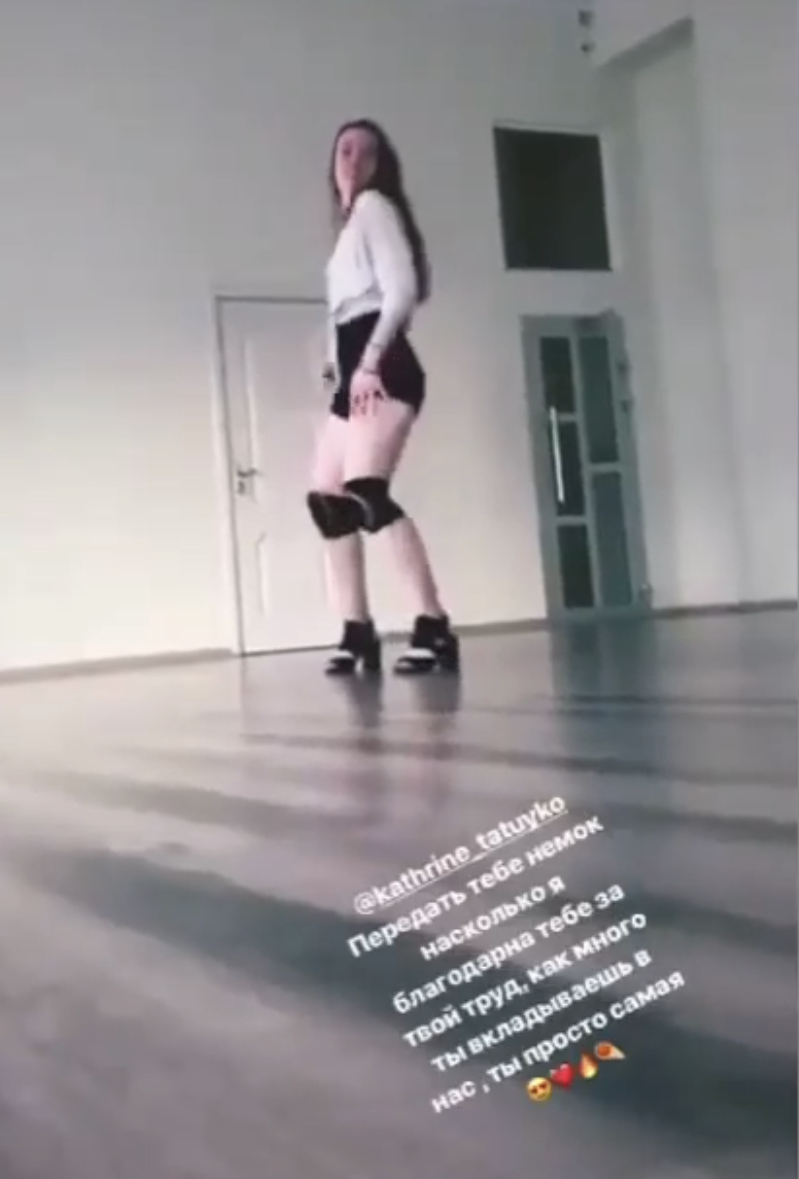 @kathrine_tatuyko
Передать тебе немок
насколько я
благодарна тебе за
твой труд, как много
ты вкладываешь в
нас , ты просто самая
😍❤️🔥☄️